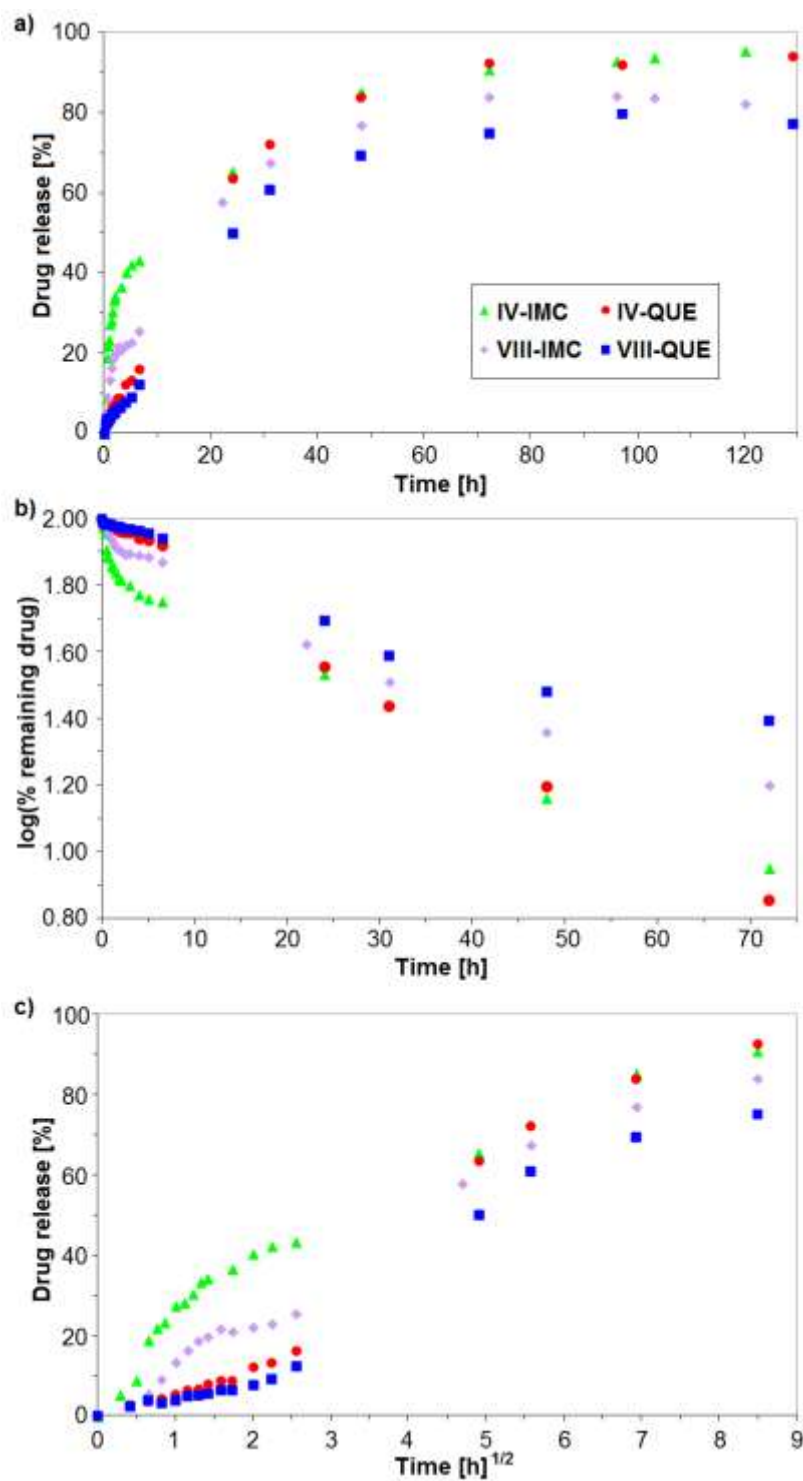 a)
100
80
60
40
20
0
Drug release [%]
IV-IMC IV-QUE
VIII-IMC VIII-QUE
0 20 40 60 80 100 120
Time [h]
b)
2.00
1.80
1.60
1.40
1.20
1.00
0.80
log(% remaining drug)
0 10 20 30 40 50 60 70
Time [h]
c)
100
80
60
40
20
0
Drug release [%]
0 1 2 3 4 5 6 7 8 9
Time [h]^1/2